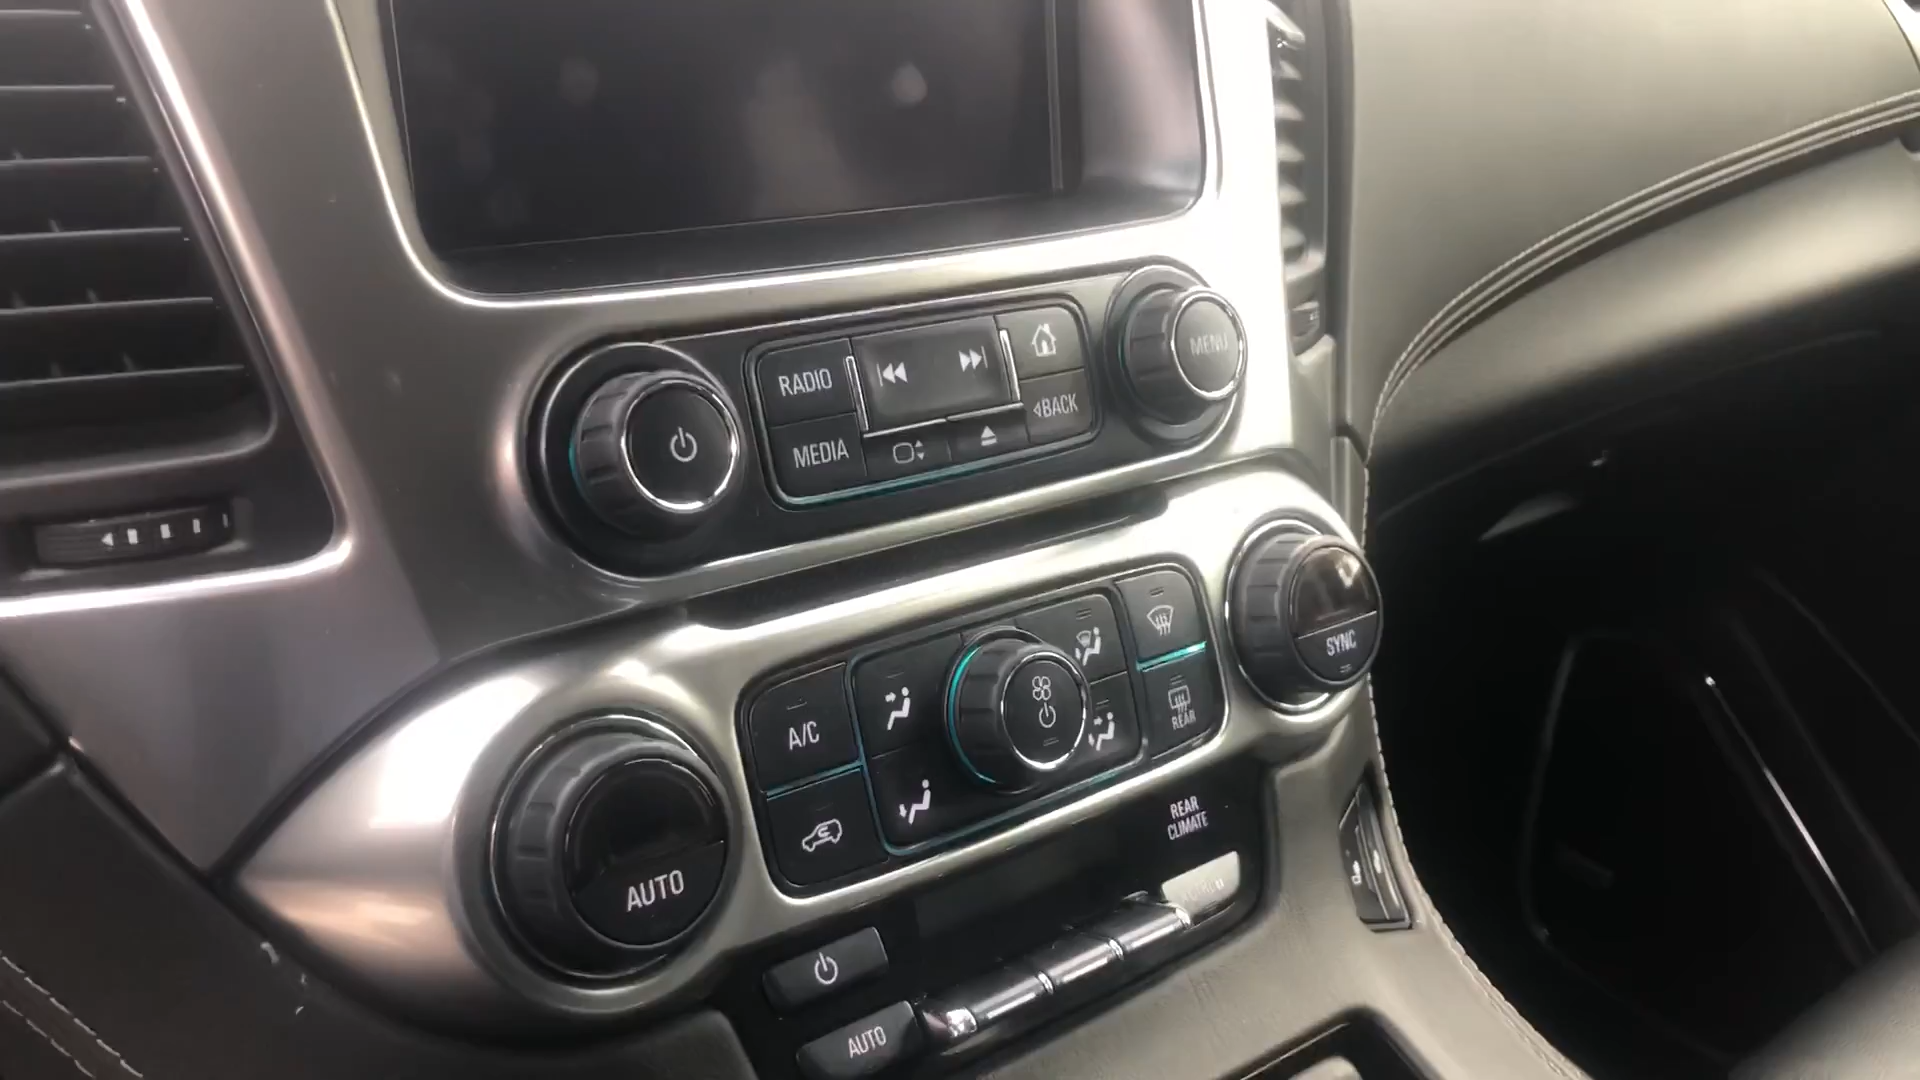 RADIO
MEDIA
BACK
MENU
A/C
REAR
SYNC
AUTO
REAR
CLIMATE
AUTO